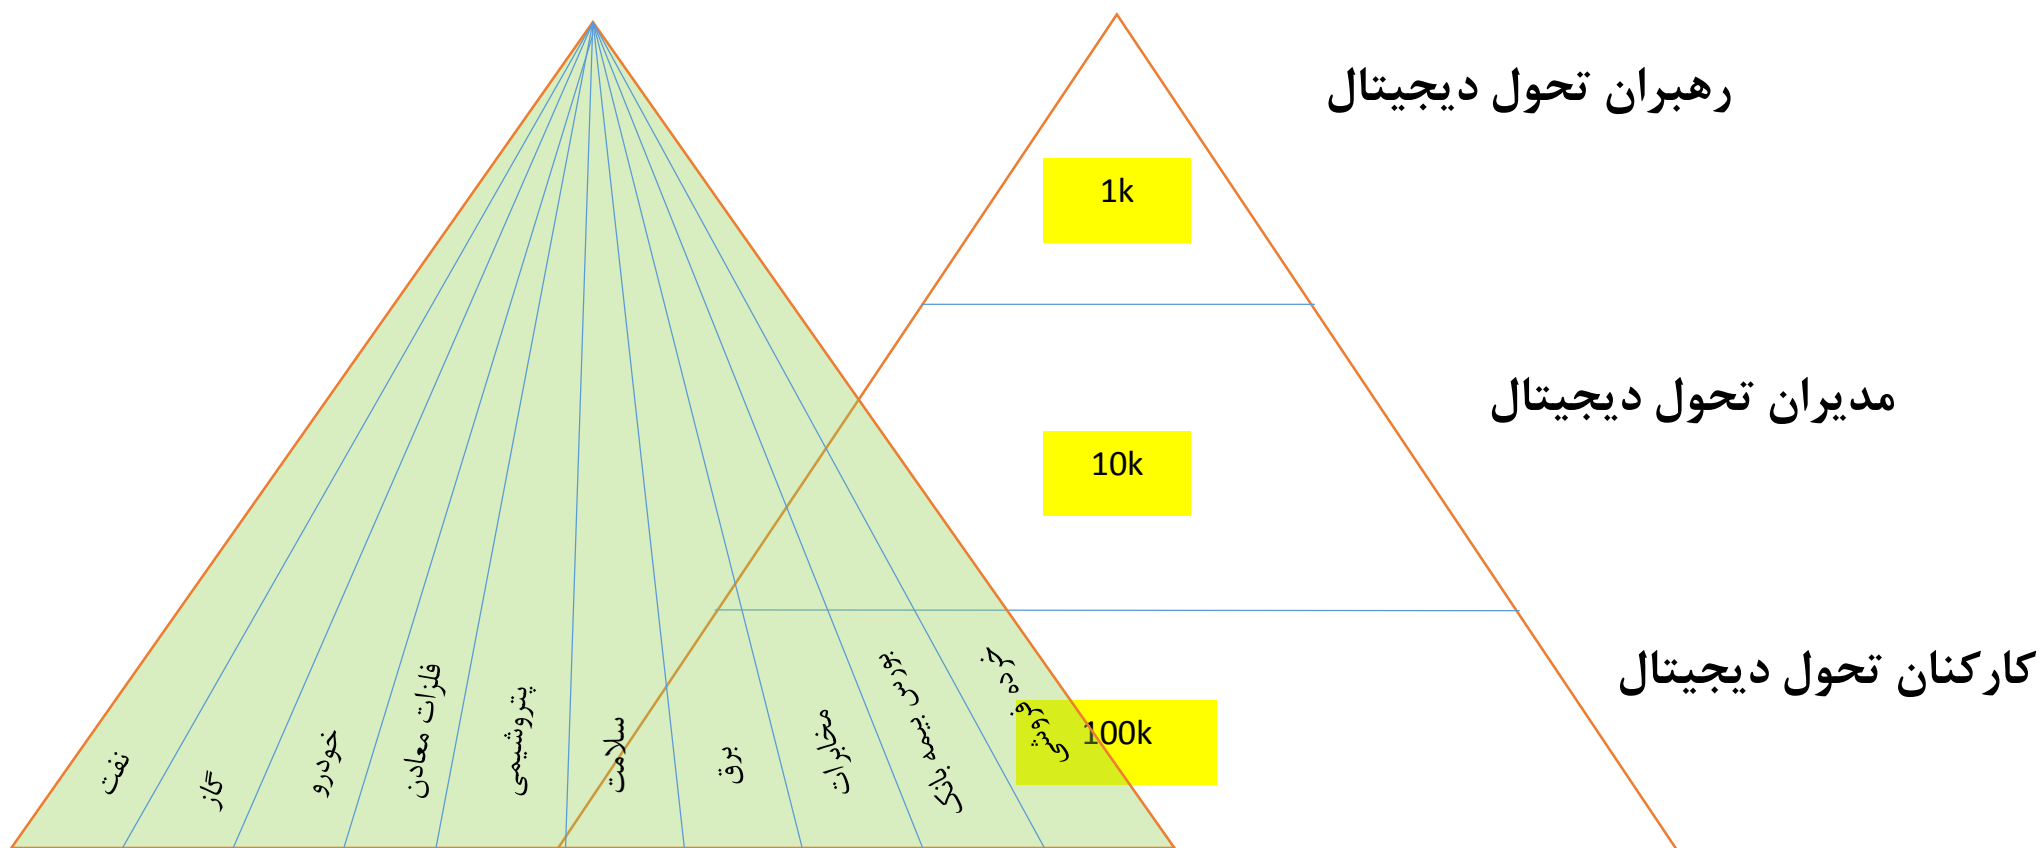 رهبران تحول دیجیتال
1k
مدیران تحول دیجیتال
10k
کارکنان تحول دیجیتال
100k
خرده فروشی
بورس بیمه بانک
مخابرات
برق
سلامت
پتروشیمی
فلزات معادن
خودرو
گاز
نفت